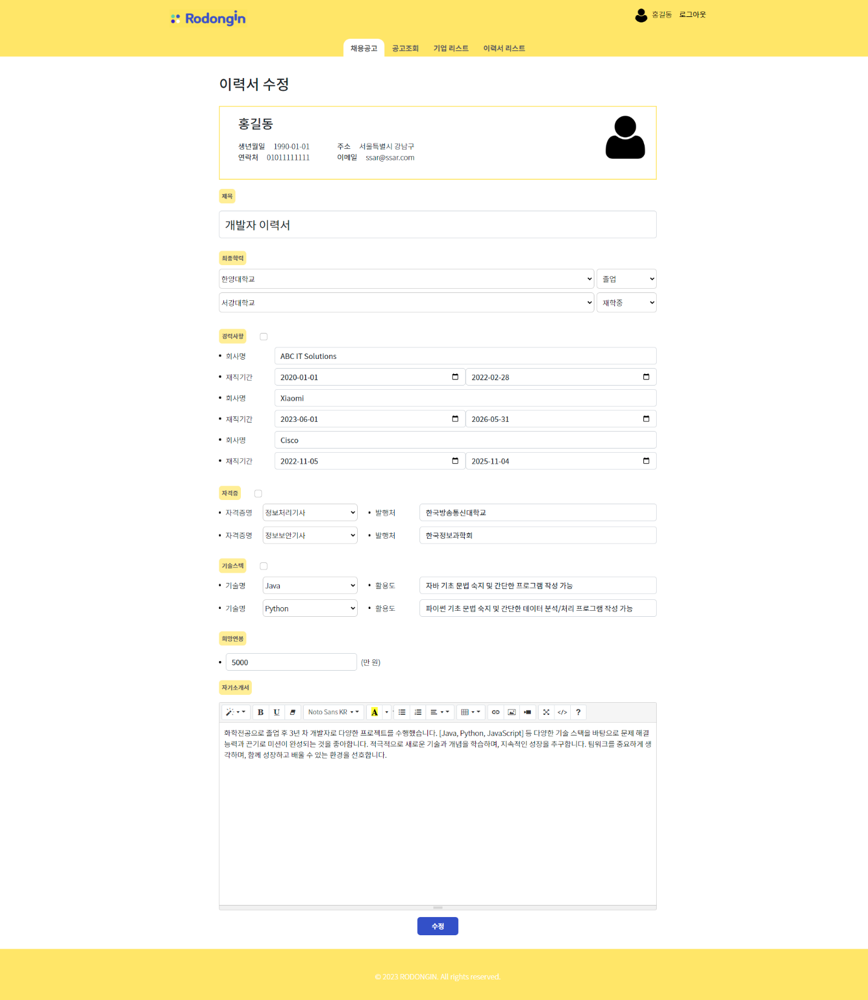 Rodongin
홍길동 로그아웃
채용공고 공고조회 기업 리스트 이력서 리스트
이력서 수정
홍길동
생년월일 1990-01-01 주소 서울특별시 강남구
연락처 01011111111 이메일 ssar@ssar.com
제목
개발자 이력서
최종학력
한양대학교 졸업
서강대학교 재학중
경력사항
회사명 ABC IT Solutions
재직기간 2020-01-01 2022-02-28
회사명 Xiaomi
재직기간 2023-06-01 2026-05-31
회사명 Cisco
재직기간 2022-11-05 2025-11-04
자격증
자격증명 정보처리기사 발행처 한국방송통신대학교
자격증명 정보보안기사 발행처 한국정보과학회
기술스텍
기술명 Java 활용도 자바 기초 문법 숙지 및 간단한 프로그램 작성 가능
기술명 Python 활용도 파이썬 기초 문법 숙지 및 간단한 데이터 분석/처리 프로그램 작성 가능
희망연봉
5000 (만 원)
자기소개서
B U Noto Sans KR A </> ?
화학전공으로 졸업 후 3년 차 개발자로 다양한 프로젝트를 수행했습니다. [Java, Python, JavaScript] 등 다양한 기술 스택을 바탕으로 문제 해결
능력과 끈기로 미션이 완성되는 것을 좋아합니다. 적극적으로 새로운 기술과 개념을 학습하며, 지속적인 성장을 추구합니다. 팀워크를 중요하게 생
각하며, 함께 성장하고 배울 수 있는 환경을 선호합니다.
수정
© 2023 RODONGIN. All rights reserved.